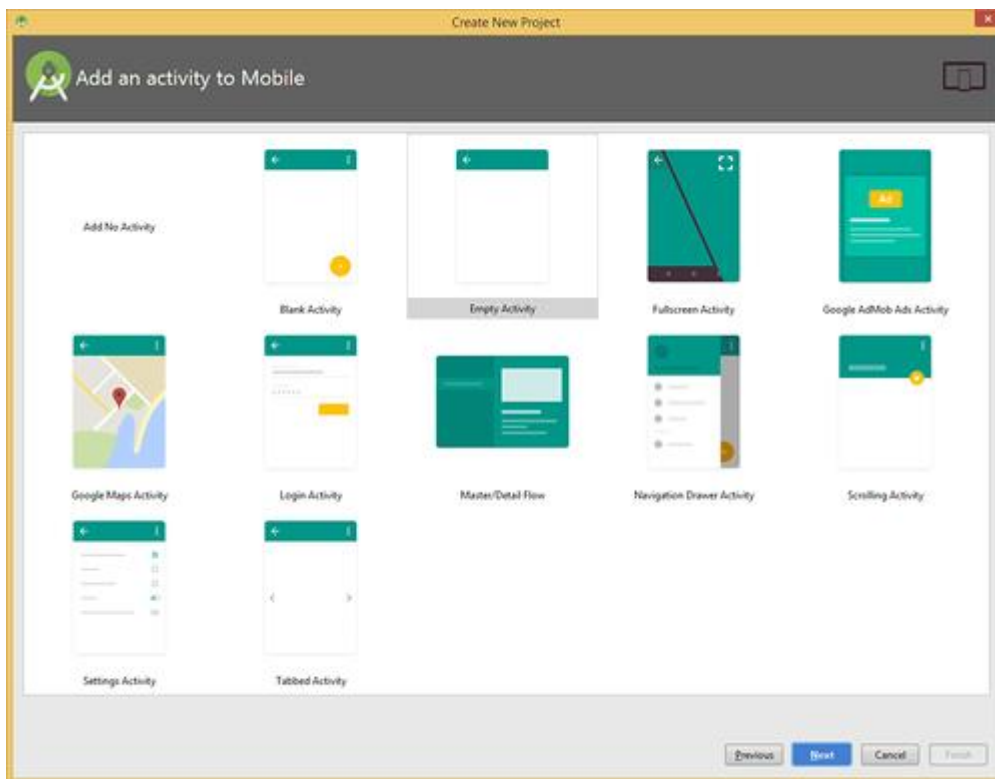 Create New Project
Add an activity to Mobile
Add No Activity
Blank Activity
Empty Activity
Fullscreen Activity
Ad
Google AdMob Ads Activity
Google Maps Activity
Login Activity
Master/Detail Flow
Navigation Drawer Activity
Scrolling Activity
Settings Activity
Tabbed Activity
Previous
Next
Cancel
Finish